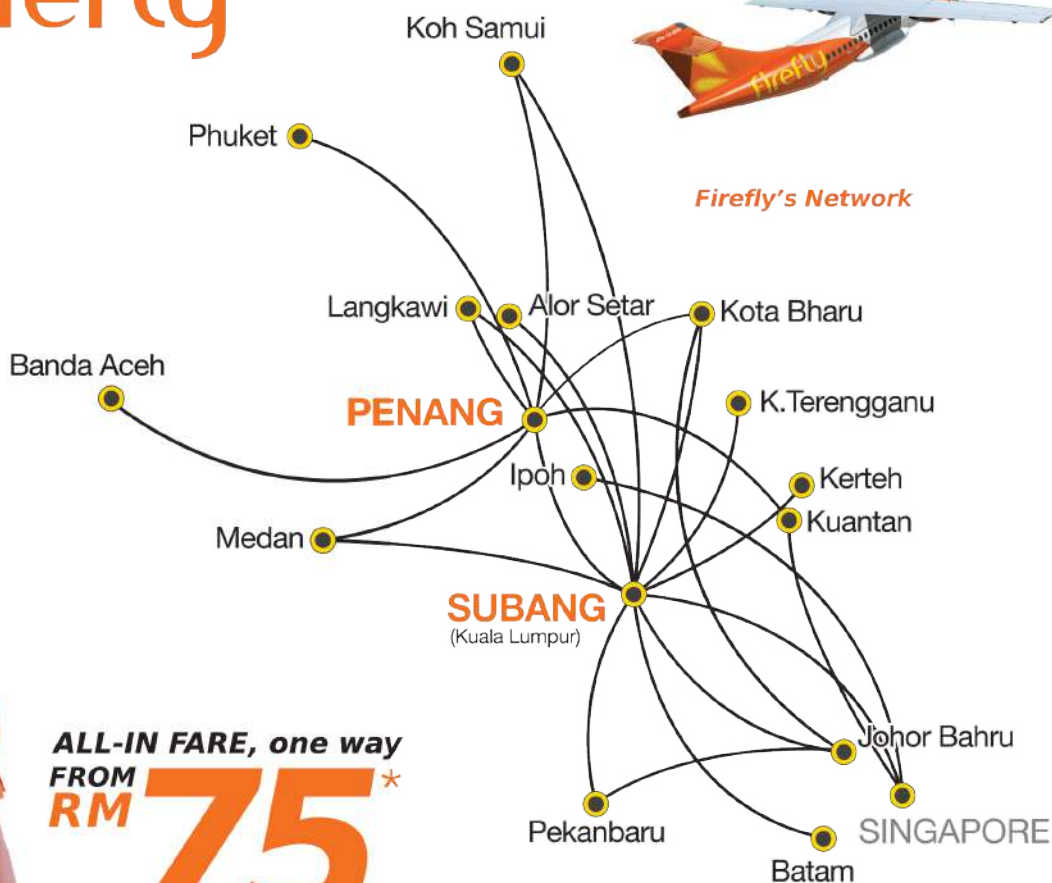 Koh Samui
firefly
Phuket
Firefly's Network
Langkawi
Alor Setar
Kota Bharu
Banda Aceh
PENANG
K.Terengganu
Ipoh
Kerteh
Kuantan
Medan
SUBANG
(Kuala Lumpur)
ALL-IN FARE, one way
FROM
RM 75*
Johor Bahru
Pekanbaru
SINGAPORE
Batam